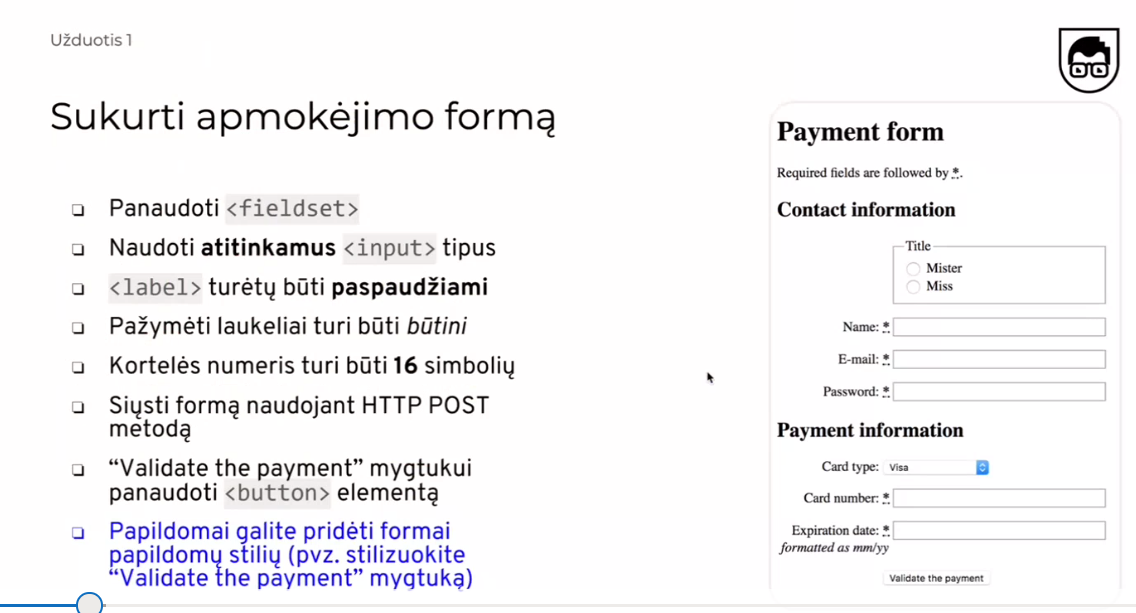 Užduotis 1
Sukurti apmokėjimo formą
Panaudoti <fieldset>
Naudoti atitinkamus <input> tipus
<label> turėtų būti paspaudžiami
Pažymėti laukeliai turi būti būtini
Kortelės numeris turi būti 16 simbolių
Siųsti formą naudojant HTTP POST
metodą
“Validate the payment” mygtukui
panaudoti <button> elementą
Papildomai galite pridėti formai
papildomų stilių (pvz. stilizuokite
“Validate the payment” mygtuką)
Payment form
Required fields are followed by *.
Contact information
Title
Mister
Miss
Name: *
E-mail: *
Password: *
Payment information
Card type: Visa
Card number: *
Expiration date: *
formatted as mm/yy
Validate the payment